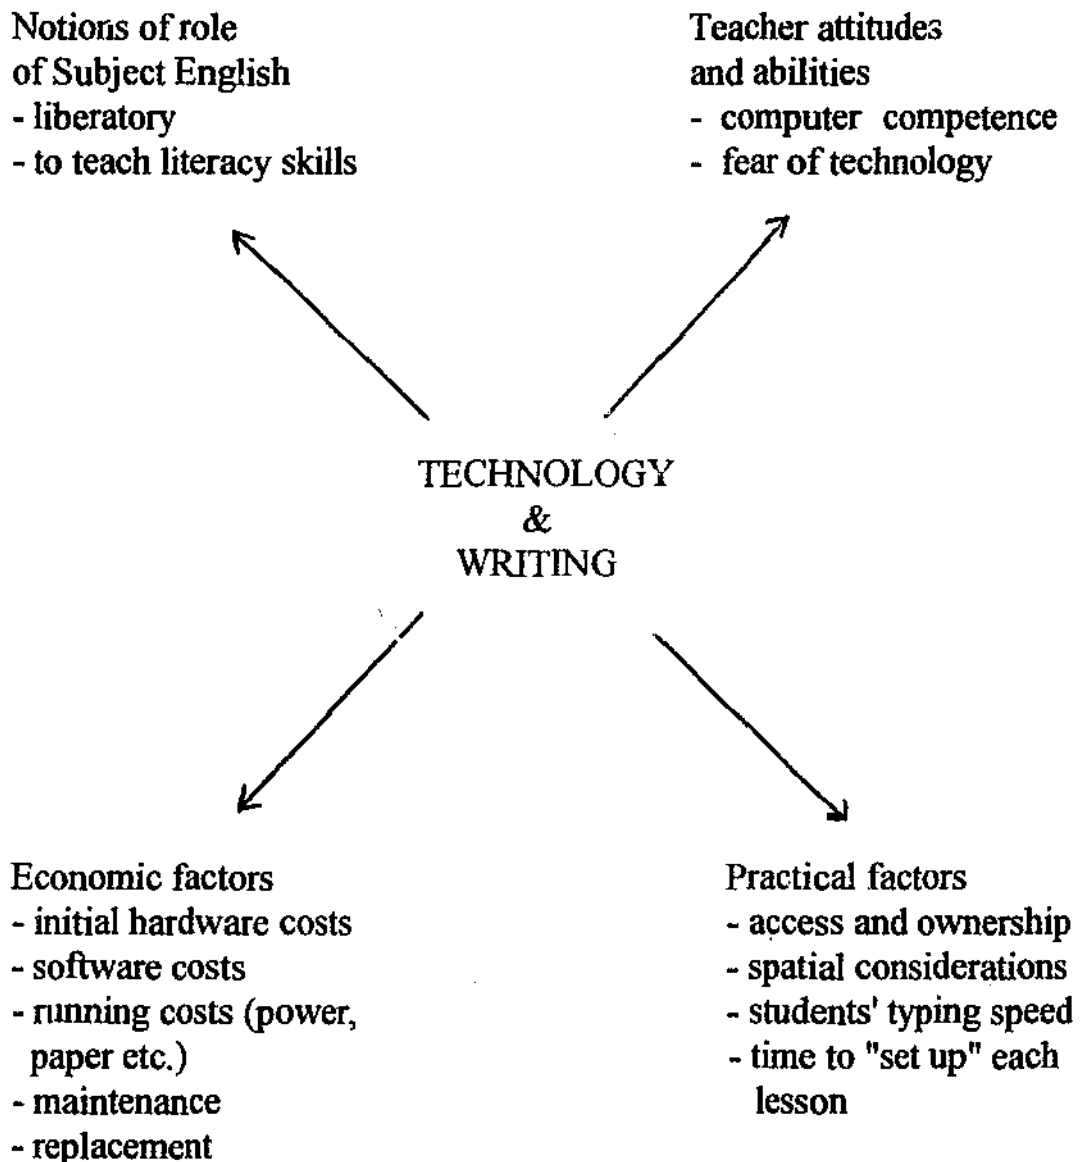 Notions of role
of Subject English
- liberatory
- to teach literacy skills
Teacher attitudes
and abilities
- computer competence
- fear of technology
TECHNOLOGY
&
WRITING
Economic factors
- initial hardware costs
- software costs
- running costs (power,
paper etc.)
- maintenance
- replacement
Practical factors
- access and ownership
- spatial considerations
- students' typing speed
- time to "set up" each
lesson